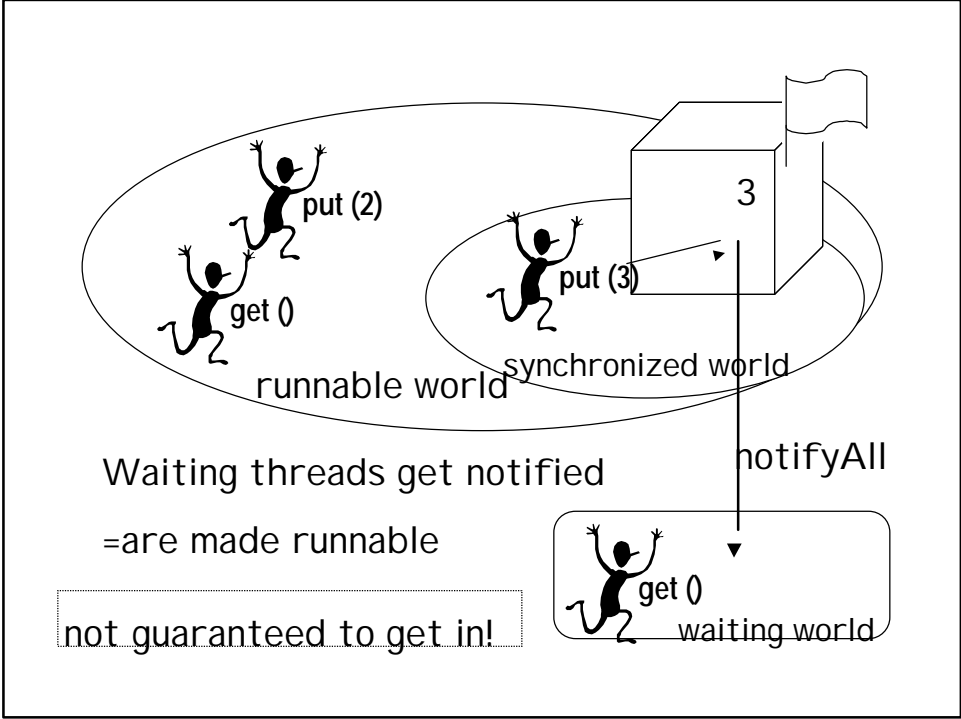 3
put (2)
put (3)
get ()
synchronized world
runnable world
notifyAll
Waiting threads get notified
=are made runnable
get ()
waiting world
not guaranteed to get in!